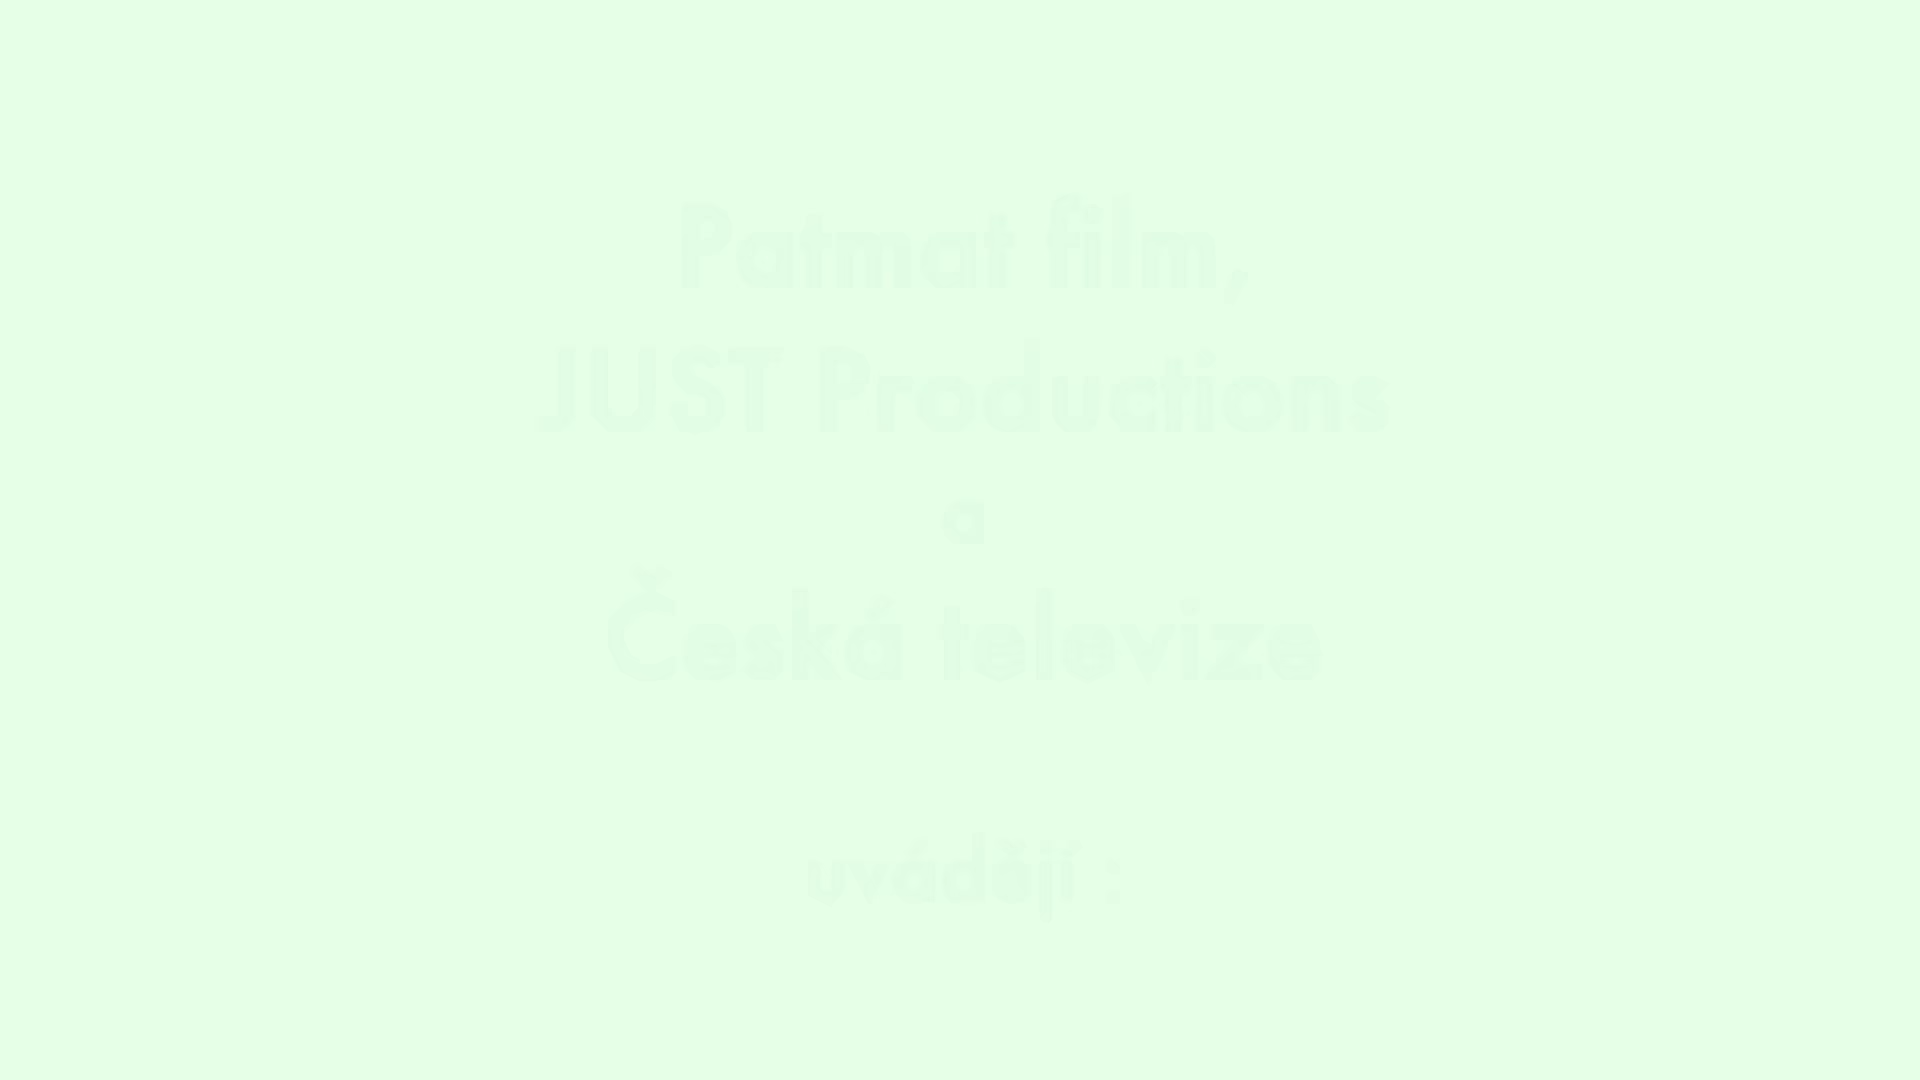 Patmat film,
JUST Productions
a
Česká televize
uvádějí :